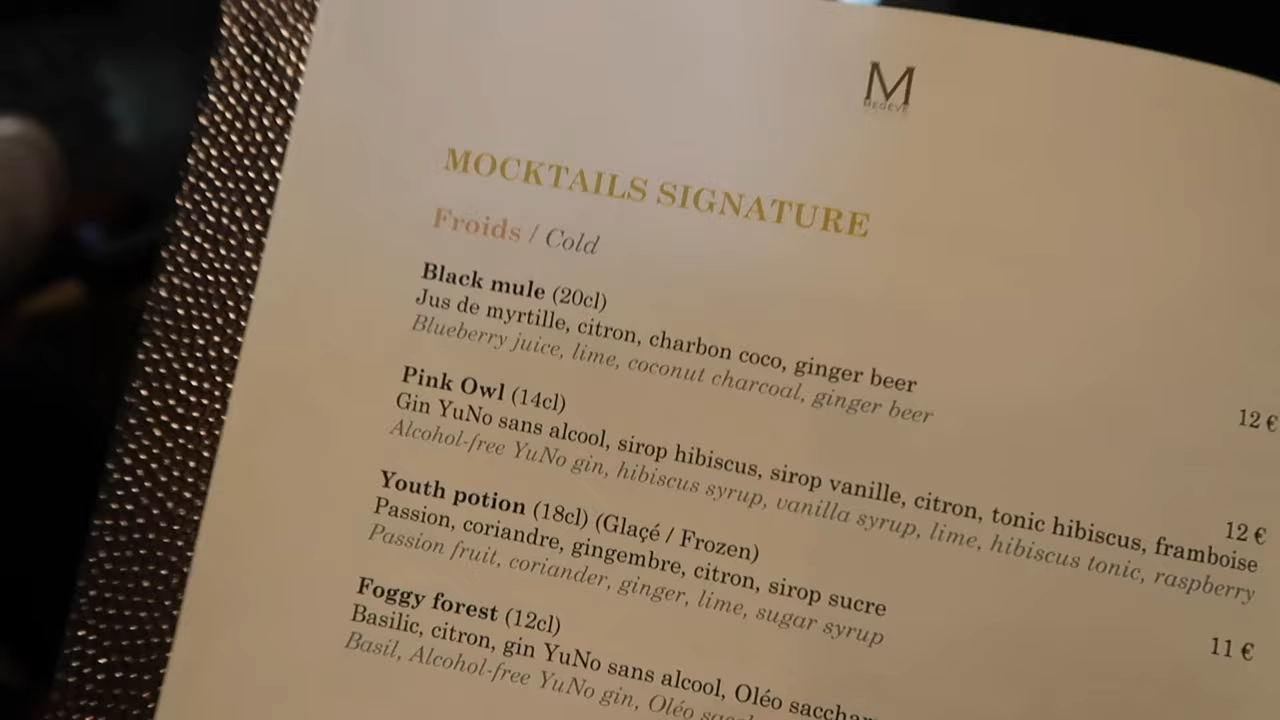 M
MEGEVE
MOCKTAILS SIGNATURE
Froids / Cold
Black mule (20cl)
Jus de myrtille, citron, charbon coco, ginger beer
Blueberry juice, lime, coconut charcoal, ginger beer
12 €
Pink Owl (14cl)
Gin YuNo sans alcool, sirop hibiscus, sirop vanille, citron, tonic hibiscus, framboise
Alcohol-free YuNo gin, hibiscus syrup, vanilla syrup, lime, hibiscus tonic, raspberry
12 €
Youth potion (18cl) (Glaçé / Frozen)
Passion, coriandre, gingembre, citron, sirop sucre
Passion fruit, coriander, ginger, lime, sugar syrup
11 €
Foggy forest (12cl)
Basilic, citron, gin YuNo sans alcool, Oléo
Basil, Alcohol-free YuNo gin, Oléo